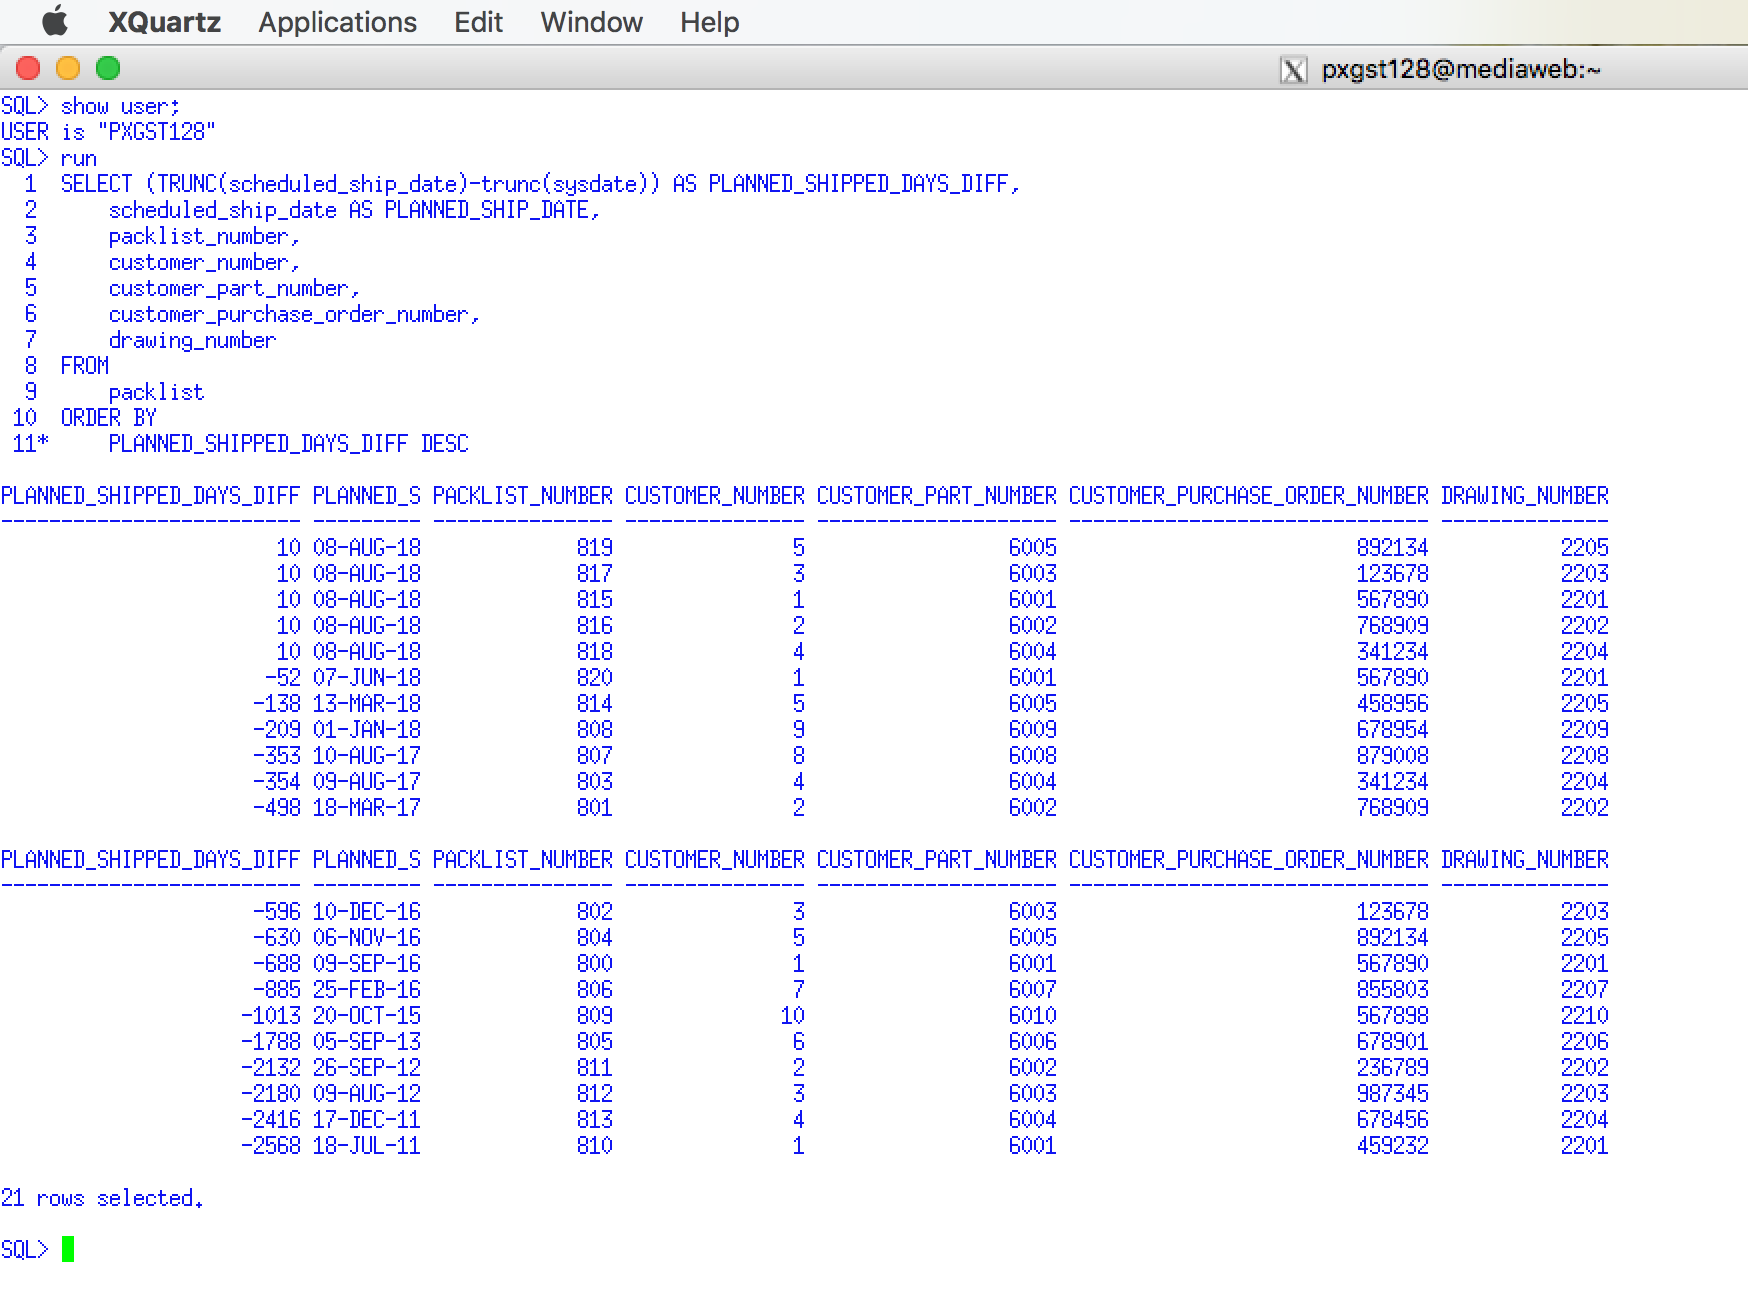 XQuartz Applications Edit Window Help
pxgst128@mediaweb:~
SQL> show user;
USER is "PXGST128"
SQL> run
  1  SELECT (TRUNC(scheduled_ship_date)-trunc(sysdate)) AS PLANNED_SHIPPED_DAYS_DIFF,
  2      scheduled_ship_date AS PLANNED_SHIP_DATE,
  3      packlist_number,
  4      customer_number,
  5      customer_part_number,
  6      customer_purchase_order_number,
  7      drawing_number
  8  FROM
  9      packlist
 10  ORDER BY
 11*     PLANNED_SHIPPED_DAYS_DIFF DESC
PLANNED_SHIPPED_DAYS_DIFF PLANNED_S PACKLIST_NUMBER CUSTOMER_NUMBER CUSTOMER_PART_NUMBER CUSTOMER_PURCHASE_ORDER_NUMBER DRAWING_NUMBER
------------------------- --------- --------------- --------------- -------------------- ------------------------------ --------------
10 08-AUG-18 819 5 6005 892134 2205
10 08-AUG-18 817 3 6003 123678 2203
10 08-AUG-18 815 1 6001 567890 2201
10 08-AUG-18 816 2 6002 768909 2202
10 08-AUG-18 818 4 6004 341234 2204
-52 07-JUN-18 820 1 6001 567890 2201
-138 13-MAR-18 814 5 6005 458956 2205
-209 01-JAN-18 808 9 6009 678954 2209
-353 10-AUG-17 807 8 6008 879008 2208
-354 09-AUG-17 803 4 6004 341234 2204
-498 18-MAR-17 801 2 6002 768909 2202
PLANNED_SHIPPED_DAYS_DIFF PLANNED_S PACKLIST_NUMBER CUSTOMER_NUMBER CUSTOMER_PART_NUMBER CUSTOMER_PURCHASE_ORDER_NUMBER DRAWING_NUMBER
------------------------- --------- --------------- --------------- -------------------- ------------------------------ --------------
-596 10-DEC-16 802 3 6003 123678 2203
-630 06-NOV-16 804 5 6005 892134 2205
-688 09-SEP-16 800 1 6001 567890 2201
-885 25-FEB-16 806 7 6007 855803 2207
-1013 20-OCT-15 809 10 6010 567898 2210
-1788 05-SEP-13 805 6 6006 678901 2206
-2132 26-SEP-12 811 2 6002 236789 2202
-2180 09-AUG-12 812 3 6003 987345 2203
-2416 17-DEC-11 813 4 6004 678456 2204
-2568 18-JUL-11 810 1 6001 459232 2201
21 rows selected.
SQL>